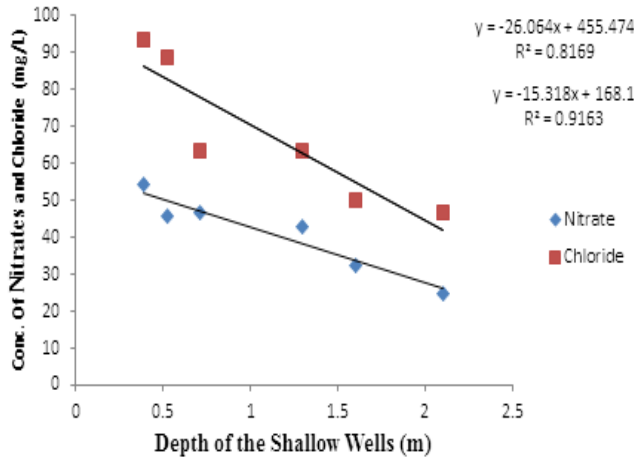 y = -26.064x + 455.474
R² = 0.8169
y = -15.318x + 168.1
R² = 0.9163
Conc. Of Nitrates and Chloride (mg/L)
100
90
80
70
60
50
40
30
20
10
0
0
0.5
1
1.5
2
2.5
Nitrate
Chloride
Depth of the Shallow Wells (m)